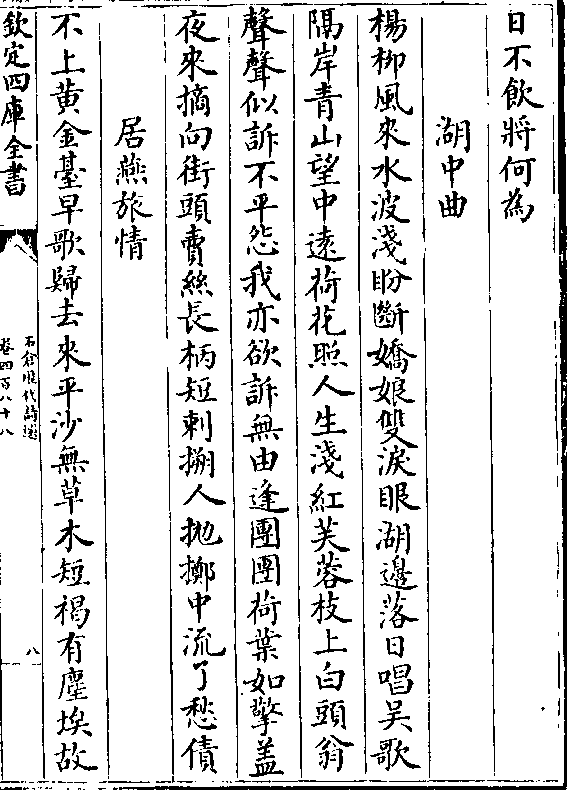 日不飲將何為
湖中曲
楊柳風來水波淺盼斷嬌娘雙淚眼湖邊落日唱吴歌
隔岸青山望中遠荷花照人生淺紅芙蓉枝上白頭翁
聲聲似訴不平怨我亦欲訴無由逢團團荷葉如擎盖
夜來摘向街頭賣絲長柄短刺搠人抛擲中流了愁債
居燕旅情
不上黄金臺早歌歸去來平沙無草木短褐有塵埃故
欽定四庫全書
石倉歴代詩選
卷四百八十八
八